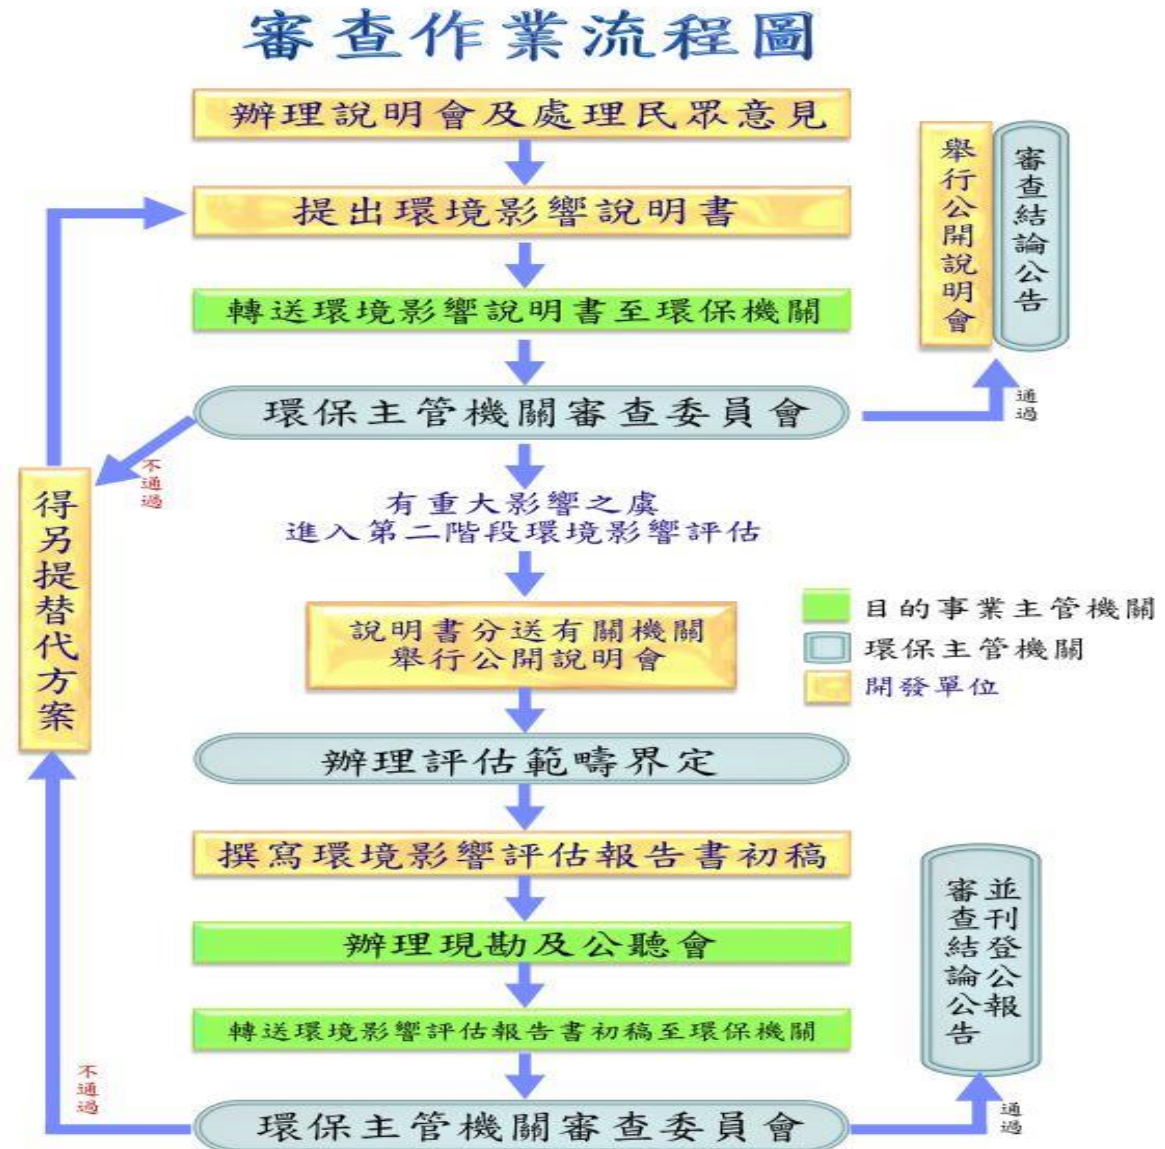 審查作業流程圖
辦理說明會及處理民眾意見
提出環境影響說明書
轉送環境影響說明書至環保機關
環保主管機關審查委員會
舉行公開說明會
審查結論公告
通過
不通過
得另提替代方案
有重大影響之虞
進入第二階段環境影響評估
說明書分送有關機關
舉行公開說明會
目的事業主管機關
環保主管機關
開發單位
辦理評估範疇界定
撰寫環境影響評估報告書初稿
辦理現勘及公聽會
轉送環境影響評估報告書初稿至環保機關
環保主管機關審查委員會
不通過
審查結論公告
並刊登公報
通過